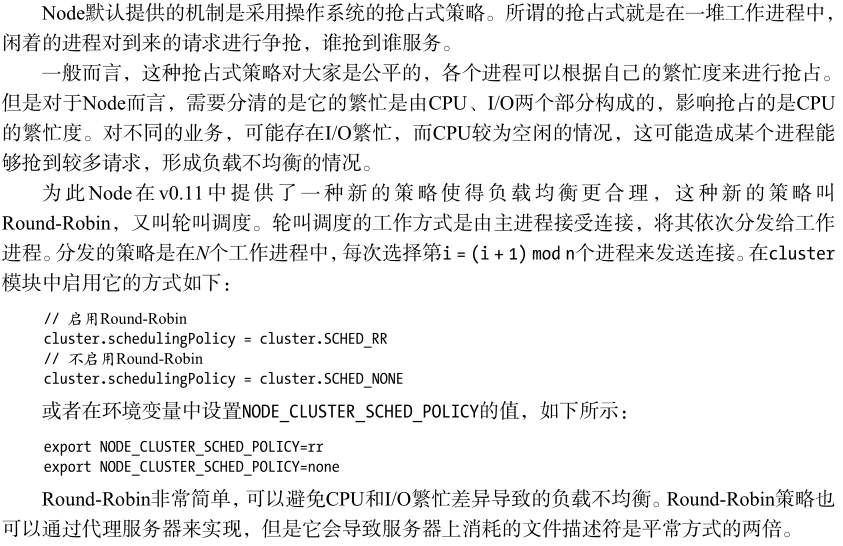 Node默认提供的机制是采用操作系统的抢占式策略。所谓的抢占式就是在一堆工作进程中，
闲着的进程对到来的请求进行争抢，谁抢到谁服务。
一般而言，这种抢占式策略对大家是公平的，各个进程可以根据自己的繁忙度来进行抢占。
但是对于Node而言，需要分清的是它的繁忙是由CPU、I/O两个部分构成的，影响抢占的是CPU
的繁忙度。对不同的业务，可能存在I/O繁忙，而CPU较为空闲的情况，这可能造成某个进程能
够抢到较多请求，形成负载不均衡的情况。
为此Node在v0.11中提供了一种新的策略使得负载均衡更合理，这种新的策略叫
Round-Robin，又叫轮叫调度。轮叫调度的工作方式是由主进程接受连接，将其依次分发给工作
进程。分发的策略是在N个工作进程中，每次选择第i = (i + 1) mod n个进程来发送连接。在cluster
模块中启用它的方式如下：
// 启用Round-Robin
cluster.schedulingPolicy = cluster.SCHED_RR
// 不启用Round-Robin
cluster.schedulingPolicy = cluster.SCHED_NONE
或者在环境变量中设置NODE_CLUSTER_SCHED_POLICY的值，如下所示：
export NODE_CLUSTER_SCHED_POLICY=rr
export NODE_CLUSTER_SCHED_POLICY=none
Round-Robin非常简单，可以避免CPU和I/O繁忙差异导致的负载不均衡。Round-Robin策略也
可以通过代理服务器来实现，但是它会导致服务器上消耗的文件描述符是平常方式的两倍。